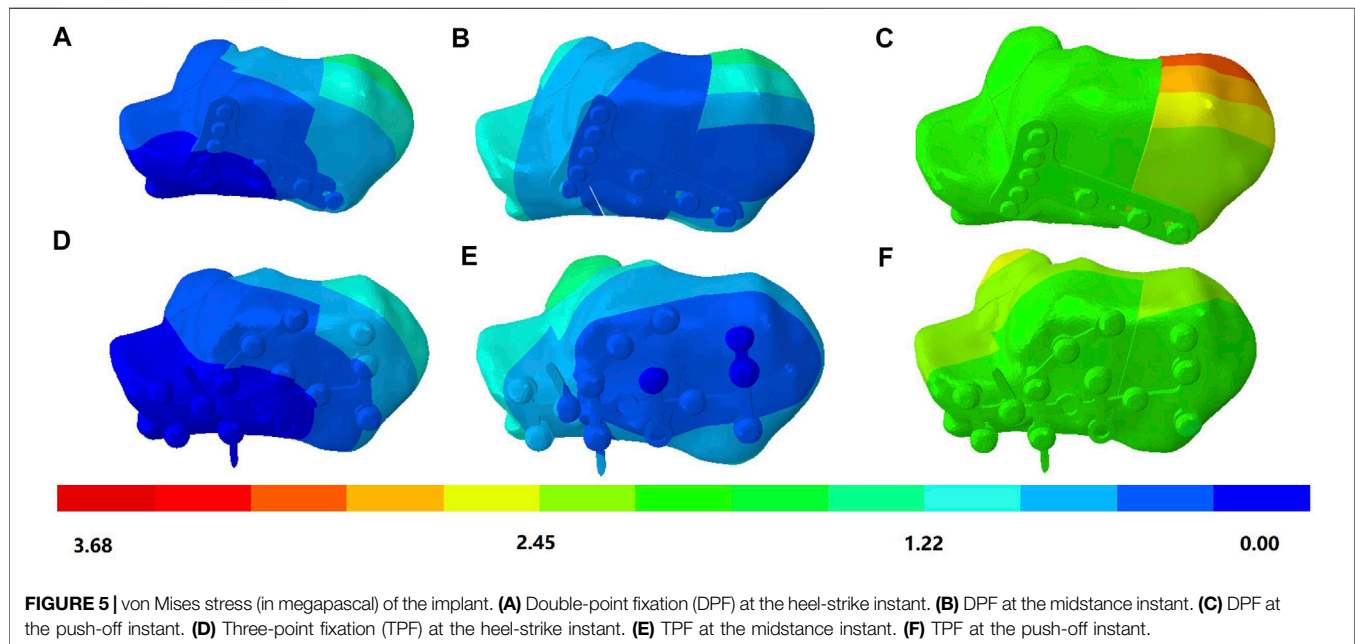 A
B
C
D
E
F
3.68
2.45
1.22
0.00
FIGURE 5 | von Mises stress (in megapascal) of the implant. (A) Double-point fixation (DPF) at the heel-strike instant. (B) DPF at the midstance instant. (C) DPF at
the push-off instant. (D) Three-point fixation (TPF) at the heel-strike instant. (E) TPF at the midstance instant. (F) TPF at the push-off instant.